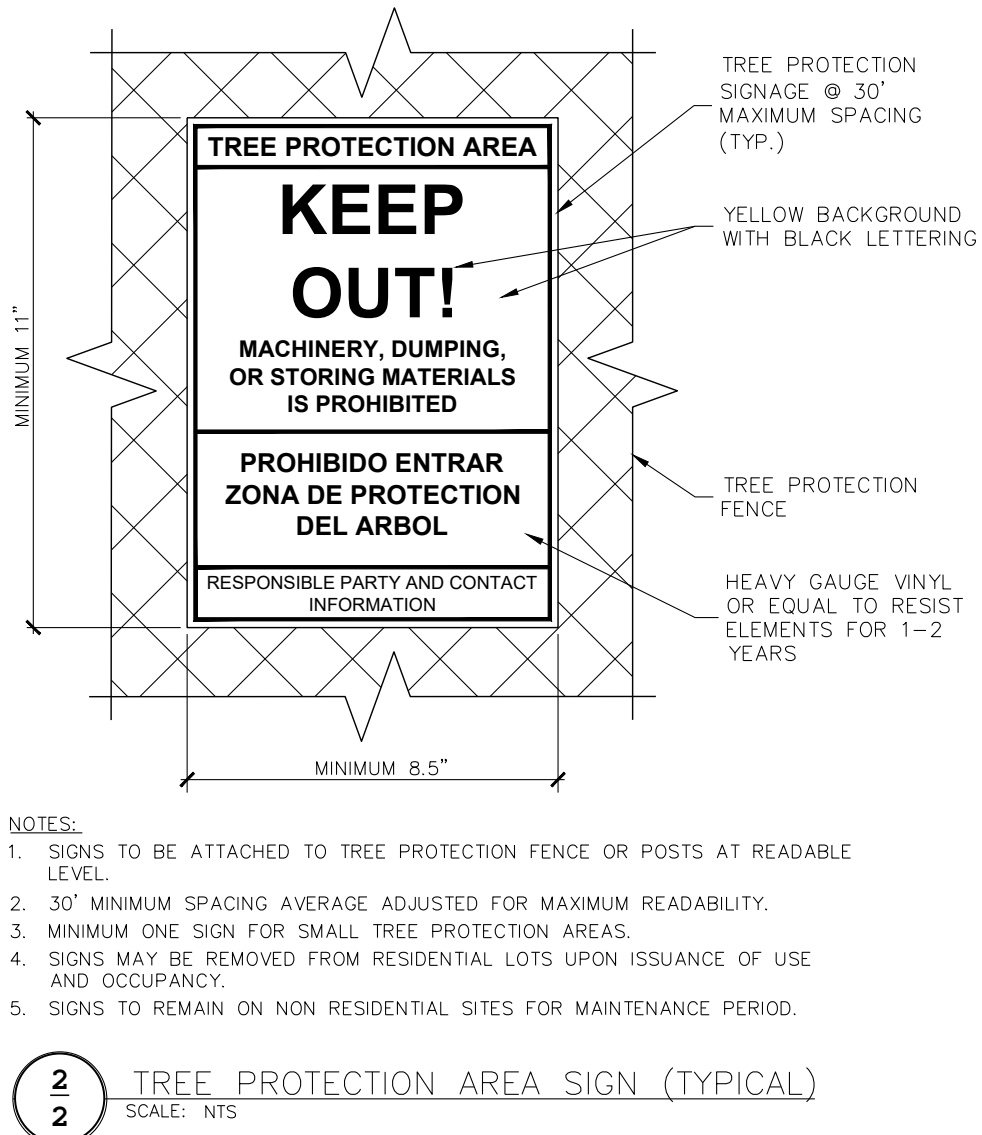 TREE PROTECTION
SIGNAGE @ 30'
MAXIMUM SPACING
(TYP.)
YELLOW BACKGROUND
WITH BLACK LETTERING
TREE PROTECTION AREA
KEEP
OUT!
MACHINERY, DUMPING,
OR STORING MATERIALS
IS PROHIBITED
PROHIBIDO ENTRAR
ZONA DE PROTECTION
DEL ARBOL
RESPONSIBLE PARTY AND CONTACT
INFORMATION
MINIMUM 11"
TREE PROTECTION
FENCE
HEAVY GAUGE VINYL
OR EQUAL TO RESIST
ELEMENTS FOR 1-2
YEARS
MINIMUM 8.5"
NOTES:
1. SIGNS TO BE ATTACHED TO TREE PROTECTION FENCE OR POSTS AT READABLE
LEVEL.
2. 30' MINIMUM SPACING AVERAGE ADJUSTED FOR MAXIMUM READABILITY.
3. MINIMUM ONE SIGN FOR SMALL TREE PROTECTION AREAS.
4. SIGNS MAY BE REMOVED FROM RESIDENTIAL LOTS UPON ISSUANCE OF USE
AND OCCUPANCY.
5. SIGNS TO REMAIN ON NON RESIDENTIAL SITES FOR MAINTENANCE PERIOD.
2
2
TREE PROTECTION AREA SIGN (TYPICAL)
SCALE: NTS